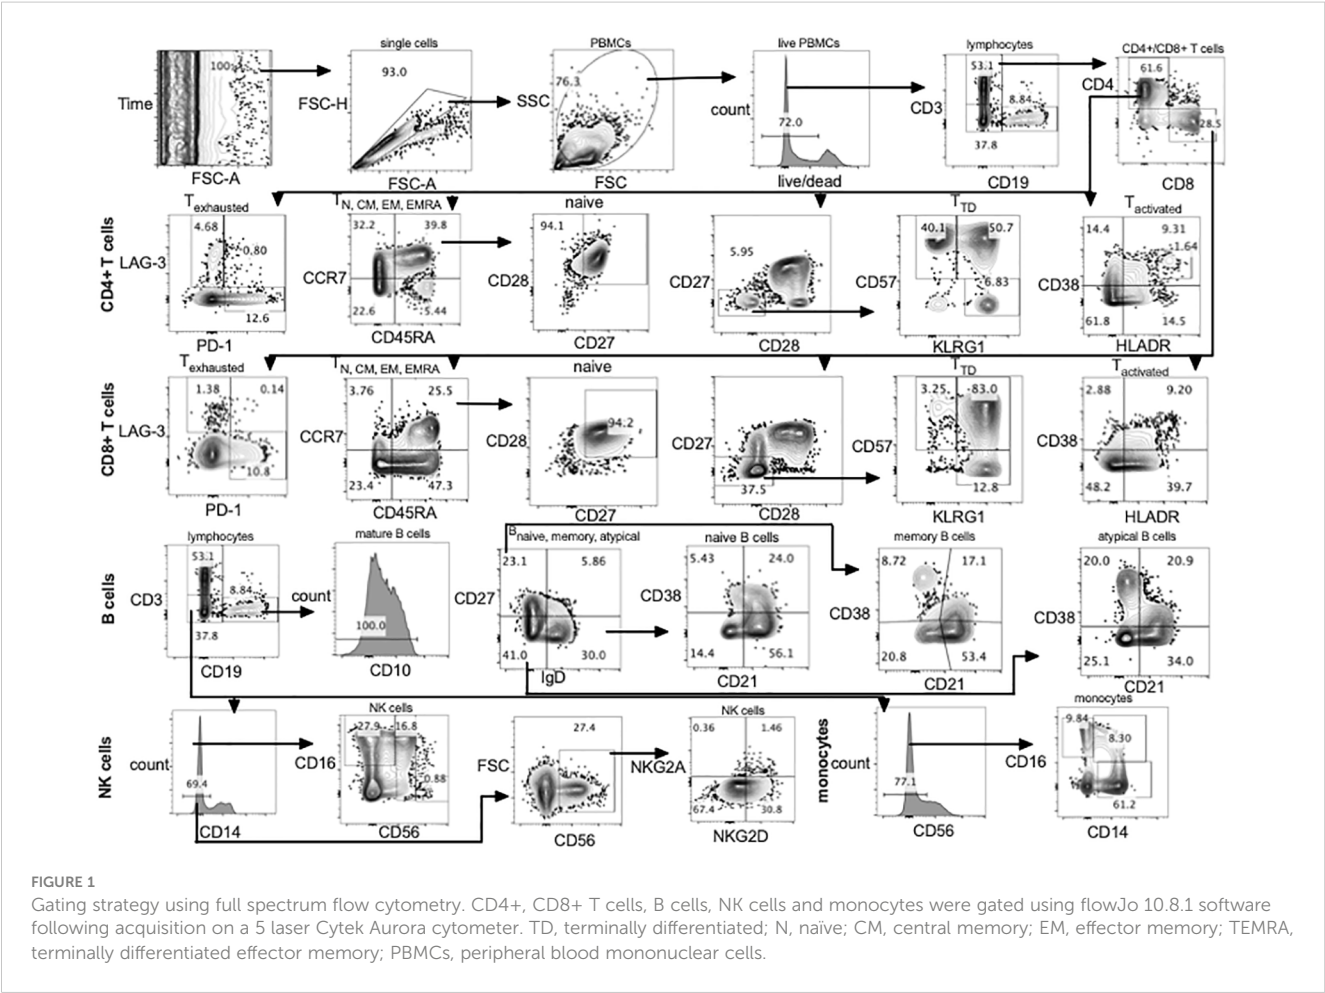 single cells
PBMCs
live PBMCs
lymphocytes
CD4+/CD8+ T cells
Time
100
FSC-A
FSC-H
93.0
FSC-A
SSC
76.3
FSC
count
72.0
live/dead
CD3
53.1
8.84
37.8
CD19
CD4
61.6
28.5
CD8
CD4+ T cells
T exhausted
LAG-3
4.68
0.80
12.6
PD-1
T N, CM, EM, EMRA
CCR7
32.2
39.8
22.6
5.44
CD45RA
naive
CD28
94.1
CD27
CD27
5.95
CD28
T TD
CD57
40.1
50.7
6.83
KLRG1
T activated
CD38
14.4
9.31
1.64
61.8
14.5
HLADR
CD8+ T cells
T exhausted
LAG-3
1.38
0.14
10.8
PD-1
T N, CM, EM, EMRA
CCR7
3.76
25.5
23.4
47.3
CD45RA
naive
CD28
94.2
CD27
CD27
37.5
CD28
T TD
CD57
3.25
83.0
12.8
KLRG1
T activated
CD38
2.88
9.20
48.2
39.7
HLADR
B cells
lymphocytes
CD3
53.1
8.84
37.8
CD19
mature B cells
count
100.0
CD10
B naive, memory, atypical
CD27
23.1
5.86
41.0
30.0
IgD
naive B cells
CD38
5.43
24.0
14.4
56.1
CD21
memory B cells
CD38
8.72
17.1
20.8
53.4
CD21
atypical B cells
CD38
20.0
20.9
25.1
34.0
CD21
NK cells
count
69.4
CD14
NK cells
CD16
27.9
16.8
0.88
CD56
FSC
27.4
CD56
NK cells
NKG2A
0.36
1.46
67.4
30.8
NKG2D
monocytes
count
77.1
CD56
monocytes
CD16
9.84
8.30
61.2
CD14
FIGURE 1
Gating strategy using full spectrum flow cytometry. CD4+, CD8+ T cells, B cells, NK cells and monocytes were gated using flowJo 10.8.1 software
following acquisition on a 5 laser Cytek Aurora cytometer. TD, terminally differentiated; N, naïve; CM, central memory; EM, effector memory; TEMRA,
terminally differentiated effector memory; PBMCs, peripheral blood mononuclear cells.